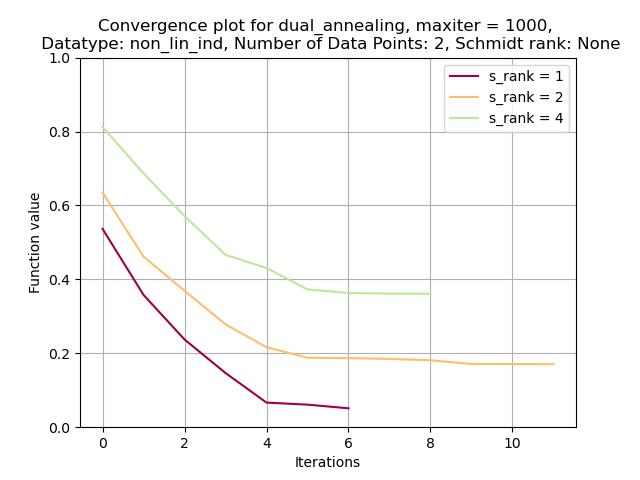 Convergence plot for dual_annealing, maxiter = 1000,
Datatype: non_lin_ind, Number of Data Points: 2, Schmidt rank: None
s_rank = 1
s_rank = 2
s_rank = 4
Function value
1.0
0.8
0.6
0.4
0.2
0.0
0 2 4 6 8 10
Iterations